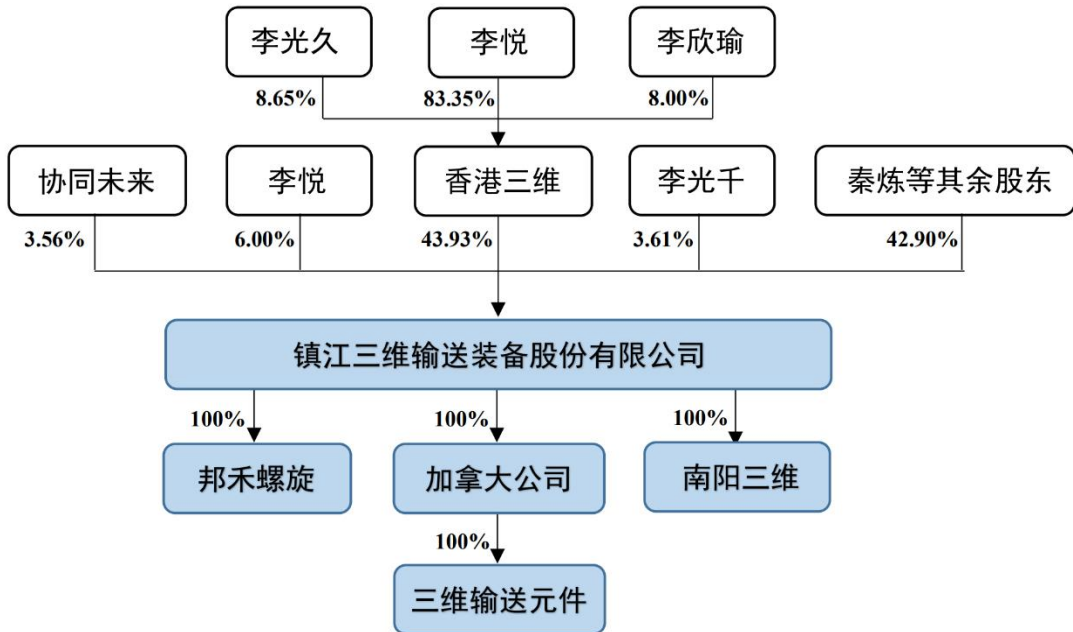 李光久
李悦
李欣瑜
8.65%
83.35%
8.00%
协同未来
李悦
香港三维
李光千
秦炼等其余股东
3.56%
6.00%
43.93%
3.61%
42.90%
镇江三维输送装备股份有限公司
100%
100%
100%
邦禾螺旋
加拿大公司
南阳三维
100%
三维输送元件